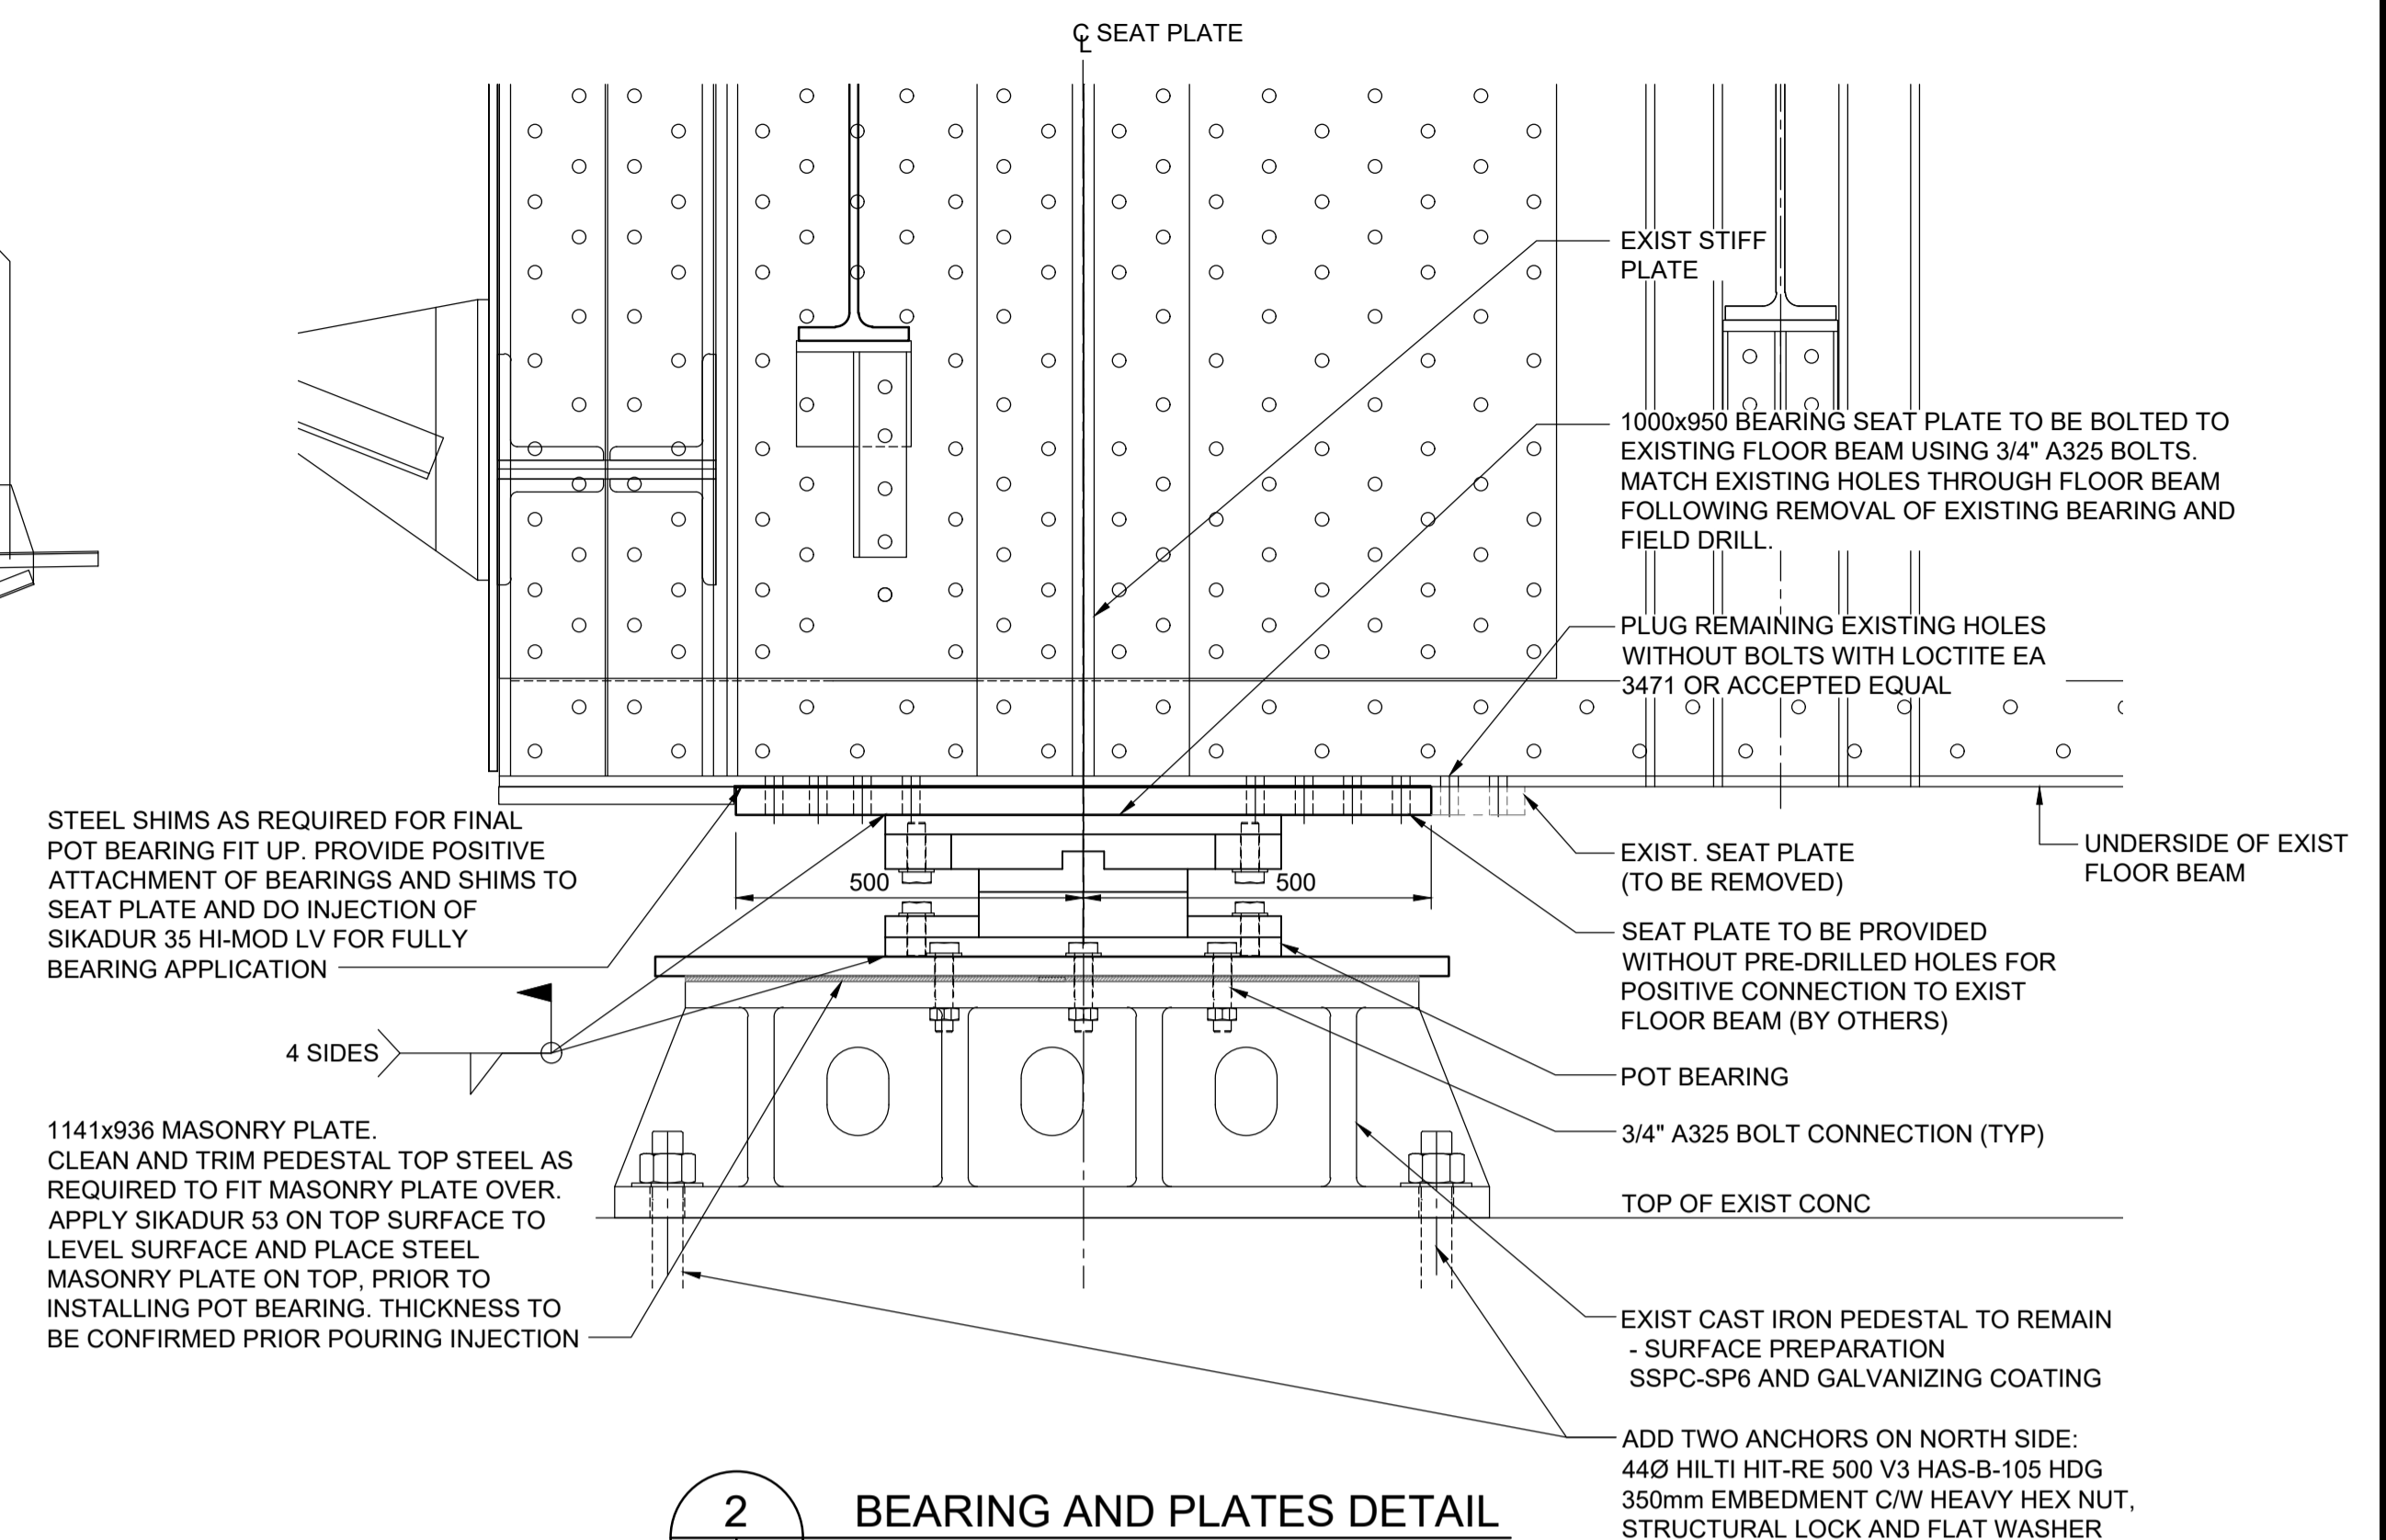 ℄ SEAT PLATE
EXIST STIFF
PLATE
1000x950 BEARING SEAT PLATE TO BE BOLTED TO
EXISTING FLOOR BEAM USING 3/4" A325 BOLTS.
MATCH EXISTING HOLES THROUGH FLOOR BEAM
FOLLOWING REMOVAL OF EXISTING BEARING AND
FIELD DRILL.
PLUG REMAINING EXISTING HOLES
WITHOUT BOLTS WITH LOCTITE EA
3471 OR ACCEPTED EQUAL
STEEL SHIMS AS REQUIRED FOR FINAL
POT BEARING FIT UP. PROVIDE POSITIVE
ATTACHMENT OF BEARINGS AND SHIMS TO
SEAT PLATE AND DO INJECTION OF
SIKADUR 35 HI-MOD LV FOR FULLY
BEARING APPLICATION
500
500
EXIST. SEAT PLATE
(TO BE REMOVED)
UNDERSIDE OF EXIST
FLOOR BEAM
SEAT PLATE TO BE PROVIDED
WITHOUT PRE-DRILLED HOLES FOR
POSITIVE CONNECTION TO EXIST
FLOOR BEAM (BY OTHERS)
4 SIDES
POT BEARING
3/4" A325 BOLT CONNECTION (TYP)
1141x936 MASONRY PLATE.
CLEAN AND TRIM PEDESTAL TOP STEEL AS
REQUIRED TO FIT MASONRY PLATE OVER.
APPLY SIKADUR 53 ON TOP SURFACE TO
LEVEL SURFACE AND PLACE STEEL
MASONRY PLATE ON TOP, PRIOR TO
INSTALLING POT BEARING. THICKNESS TO
BE CONFIRMED PRIOR POURING INJECTION
TOP OF EXIST CONC
EXIST CAST IRON PEDESTAL TO REMAIN
- SURFACE PREPARATION
SSPC-SP6 AND GALVANIZING COATING
ADD TWO ANCHORS ON NORTH SIDE:
44Ø HILTI HIT-RE 500 V3 HAS-B-105 HDG
350mm EMBEDMENT C/W HEAVY HEX NUT,
STRUCTURAL LOCK AND FLAT WASHER
2
BEARING AND PLATES DETAIL